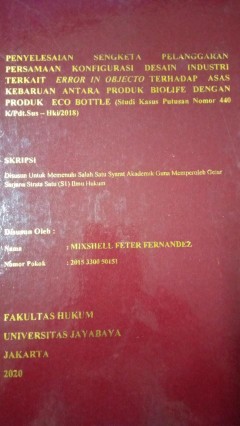 PENYELESAIAN SENGKETA PELANGGARAN
PERSAMAAN KONFIGURASI DESAIN INDUSTRI
TERKAIT ERROR IN OBJECTO TERHADAP ASAS
KEBARUAN ANTARA PRODUK BIOLIFE DENGAN
PRODUK ECO BOTTLE (Studi Kasus Putusan Nomor 440
K/Pdt.Sus – Hki/2018)
SKRIPSI
Disusun Untuk Memenuhi Salah Satu Syarat Akademik Guna Memperoleh Gelar
Sarjana Strata Satu (S1) Ilmu Hukum
Disusun Oleh :
Nama : MIXSHELL FETER FERNANDEZ
Nomor Pokok : 2015 3300 50151
FAKULTAS HUKUM
UNIVERSITAS JAYABAYA
JAKARTA
2020